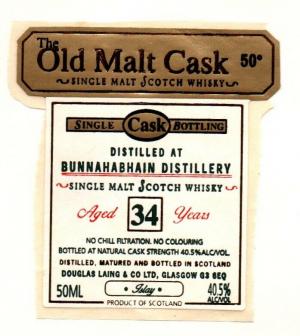 The
Old Malt Cask 50°
SINGLE MALT SCOTCH WHISKY
SINGLE Cask BOTTLING
DISTILLED AT
BUNNAHABHAIN DISTILLERY
SINGLE MALT SCOTCH WHISKY
Aged 34 Years
NO CHILL FILTRATION. NO COLOURING
BOTTLED AT NATURAL CASK STRENGTH 40.5%ALC/VOL.
DISTILLED, MATURED AND BOTTLED IN SCOTLAND
DOUGLAS LAING & CO LTD, GLASGOW G3 6EQ
50ML • Islay • 40.5%
ALC/VOL
PRODUCT OF SCOTLAND